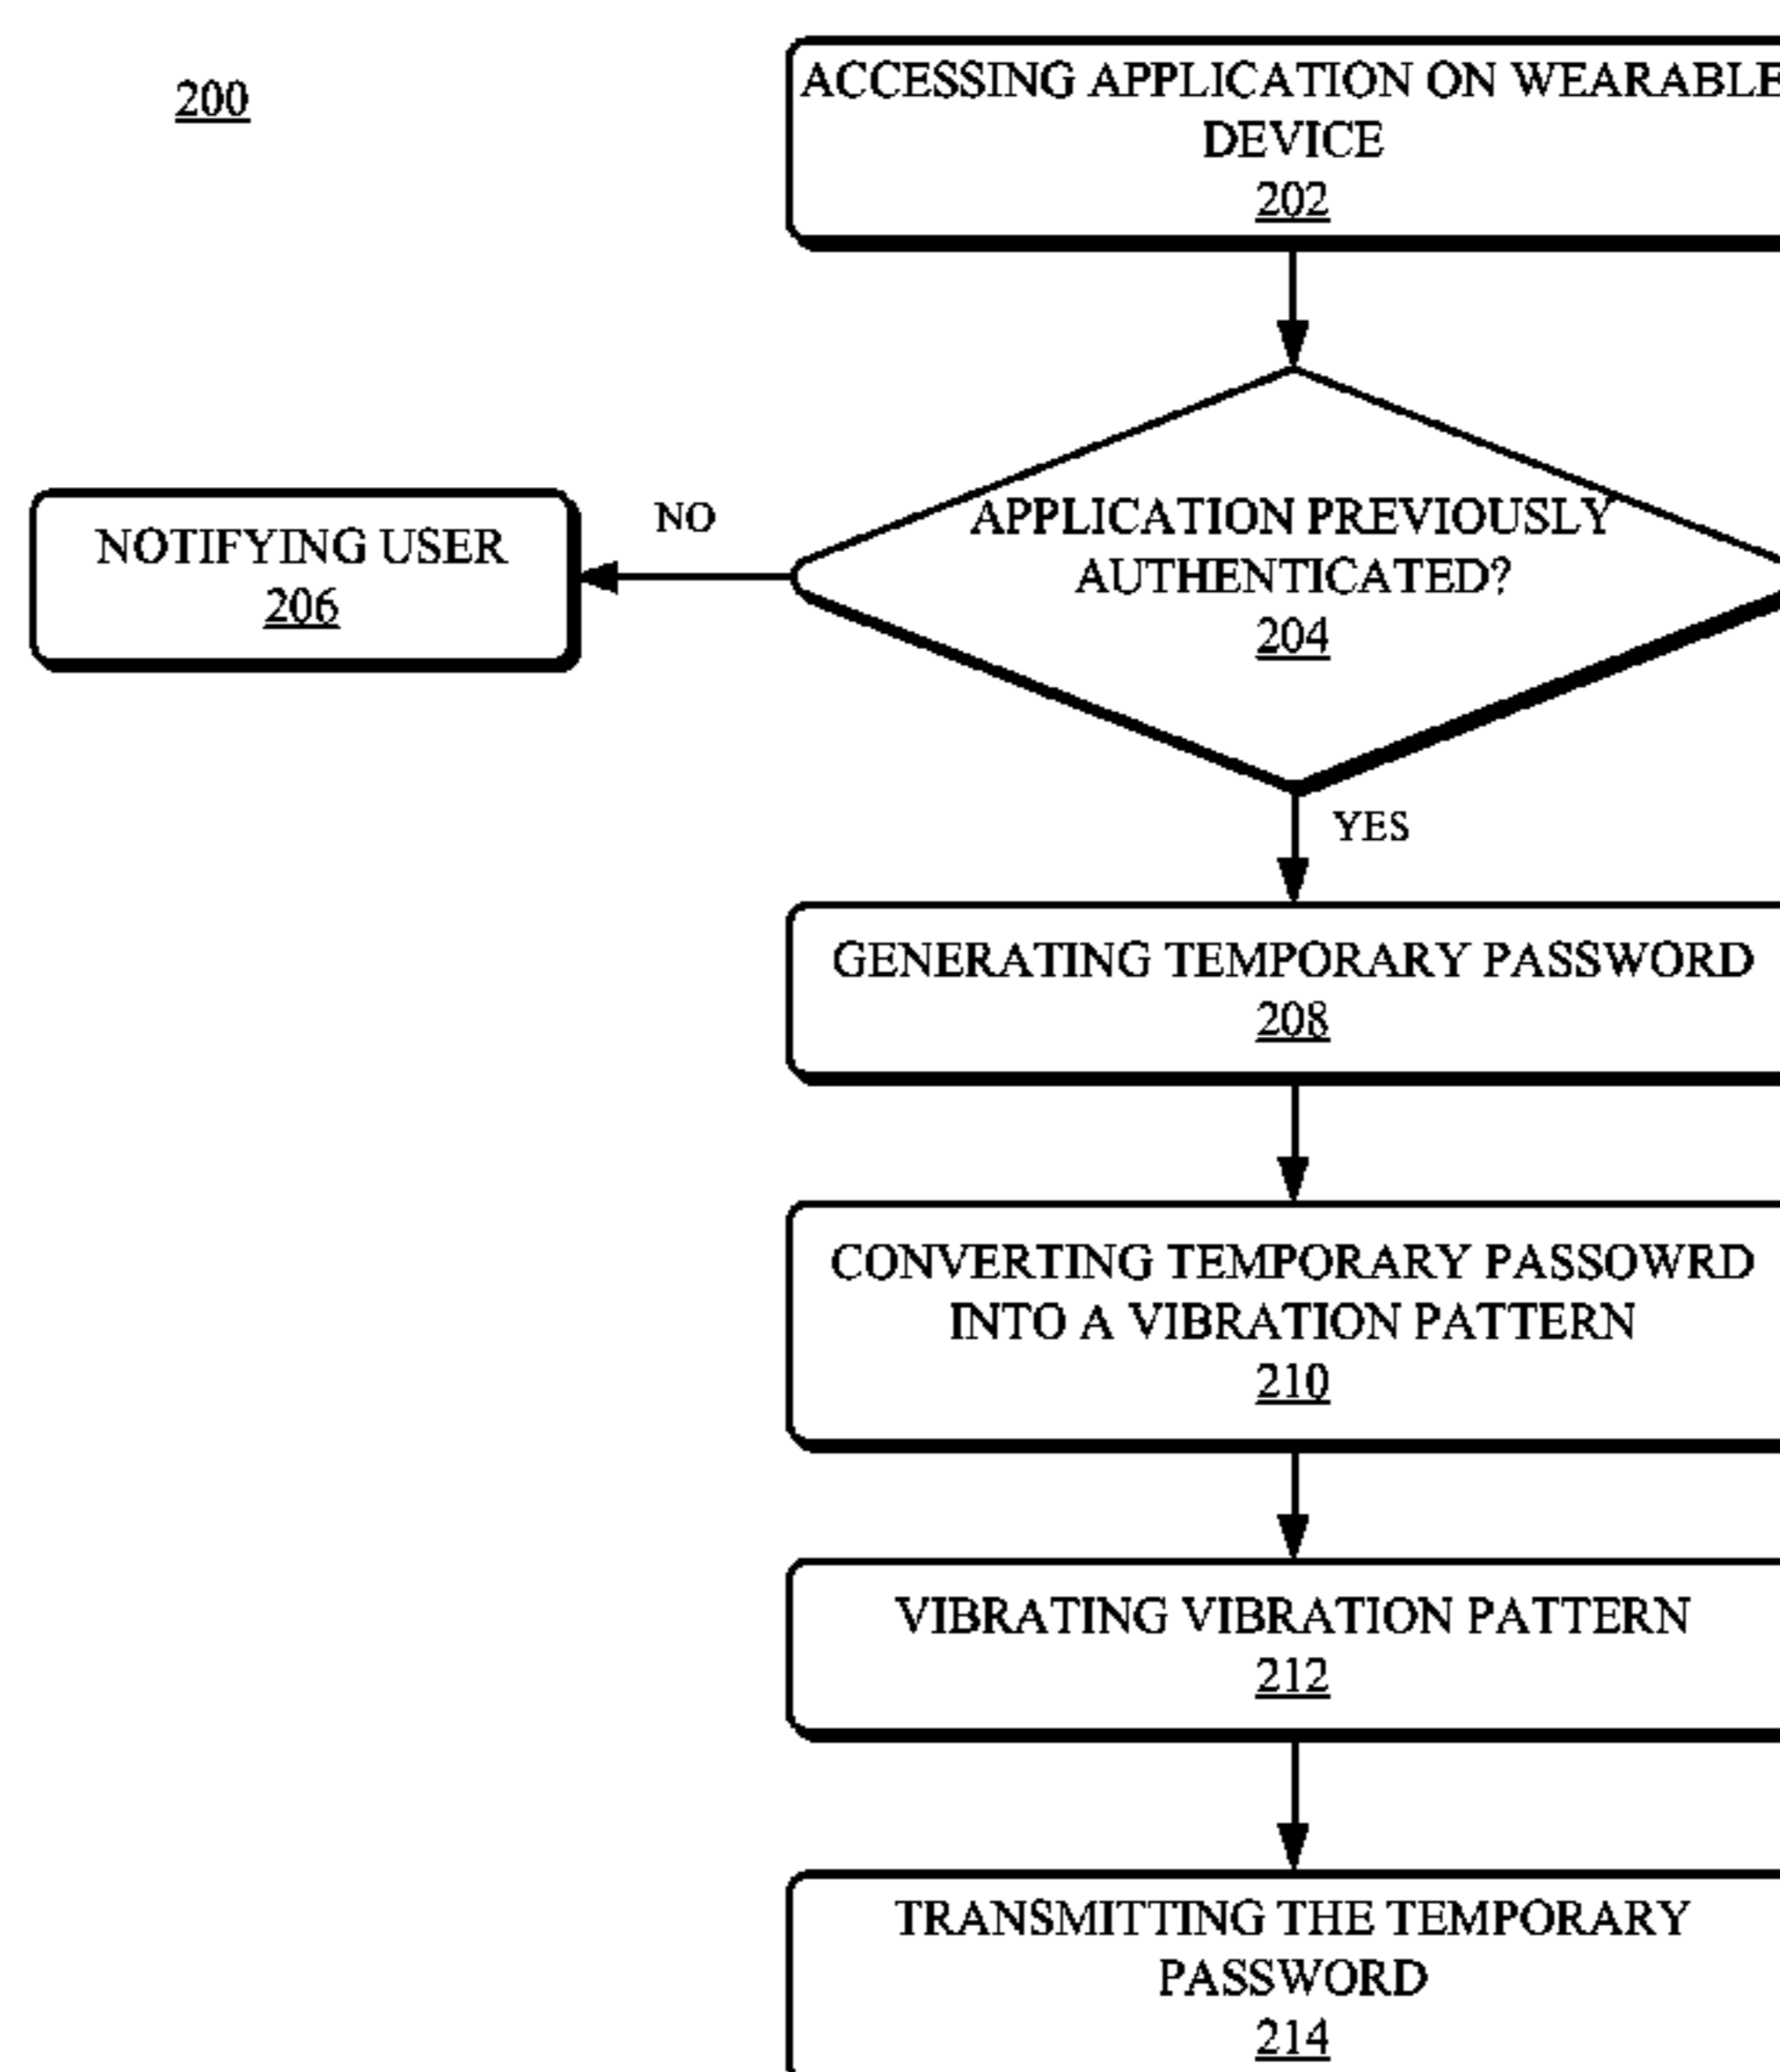 200
ACCESSING APPLICATION ON WEARABLE
DEVICE
202
APPLICATION PREVIOUSLY
AUTHENTICATED?
204
NO
NOTIFYING USER
206
YES
GENERATING TEMPORARY PASSWORD
208
CONVERTING TEMPORARY PASSOWRD
INTO A VIBRATION PATTERN
210
VIBRATING VIBRATION PATTERN
212
TRANSMITTING THE TEMPORARY
PASSWORD
214